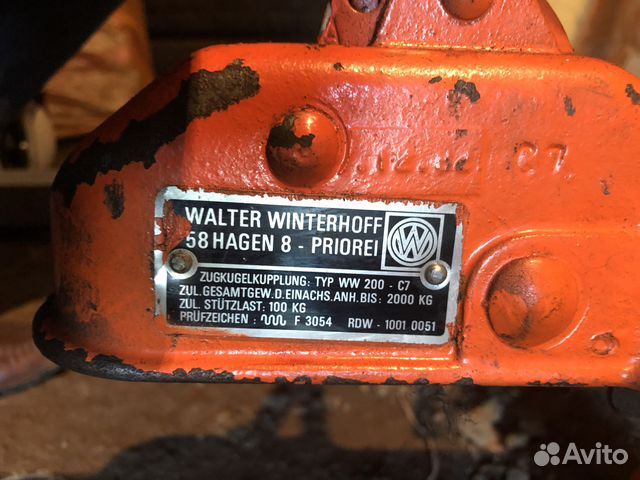 C7
WALTER WINTERHOFF
58 HAGEN 8 - PRIOREI
ZUGKUGELKUPPLUNG: TYP WW 200 - C7
ZUL. GESAMTGEW. D. EINACHS. ANH. BIS: 2000 KG
ZUL. STÜTZLAST: 100 KG
PRÜFZEICHEN : F 3054 RDW - 1001 0051
Avito